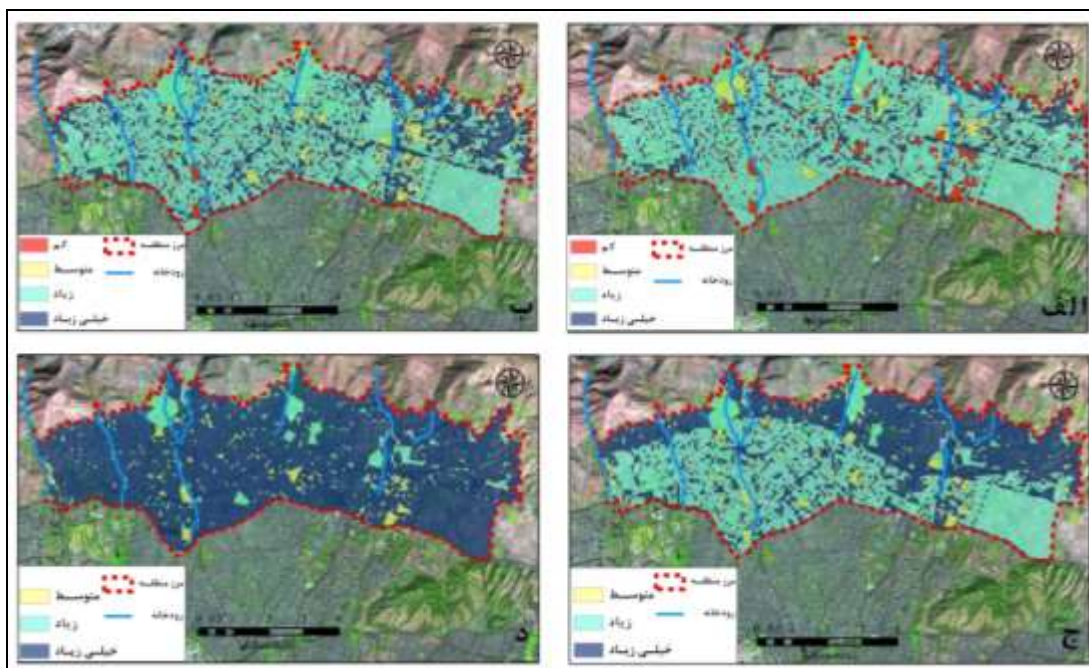 کم
متوسط
زیاد
خیلی زیاد
مرز منطقه
رودخانه
الف
کم
متوسط
زیاد
خیلی زیاد
مرز منطقه
رودخانه
ب
متوسط
زیاد
خیلی زیاد
مرز منطقه
رودخانه
ج
متوسط
زیاد
خیلی زیاد
مرز منطقه
رودخانه
د